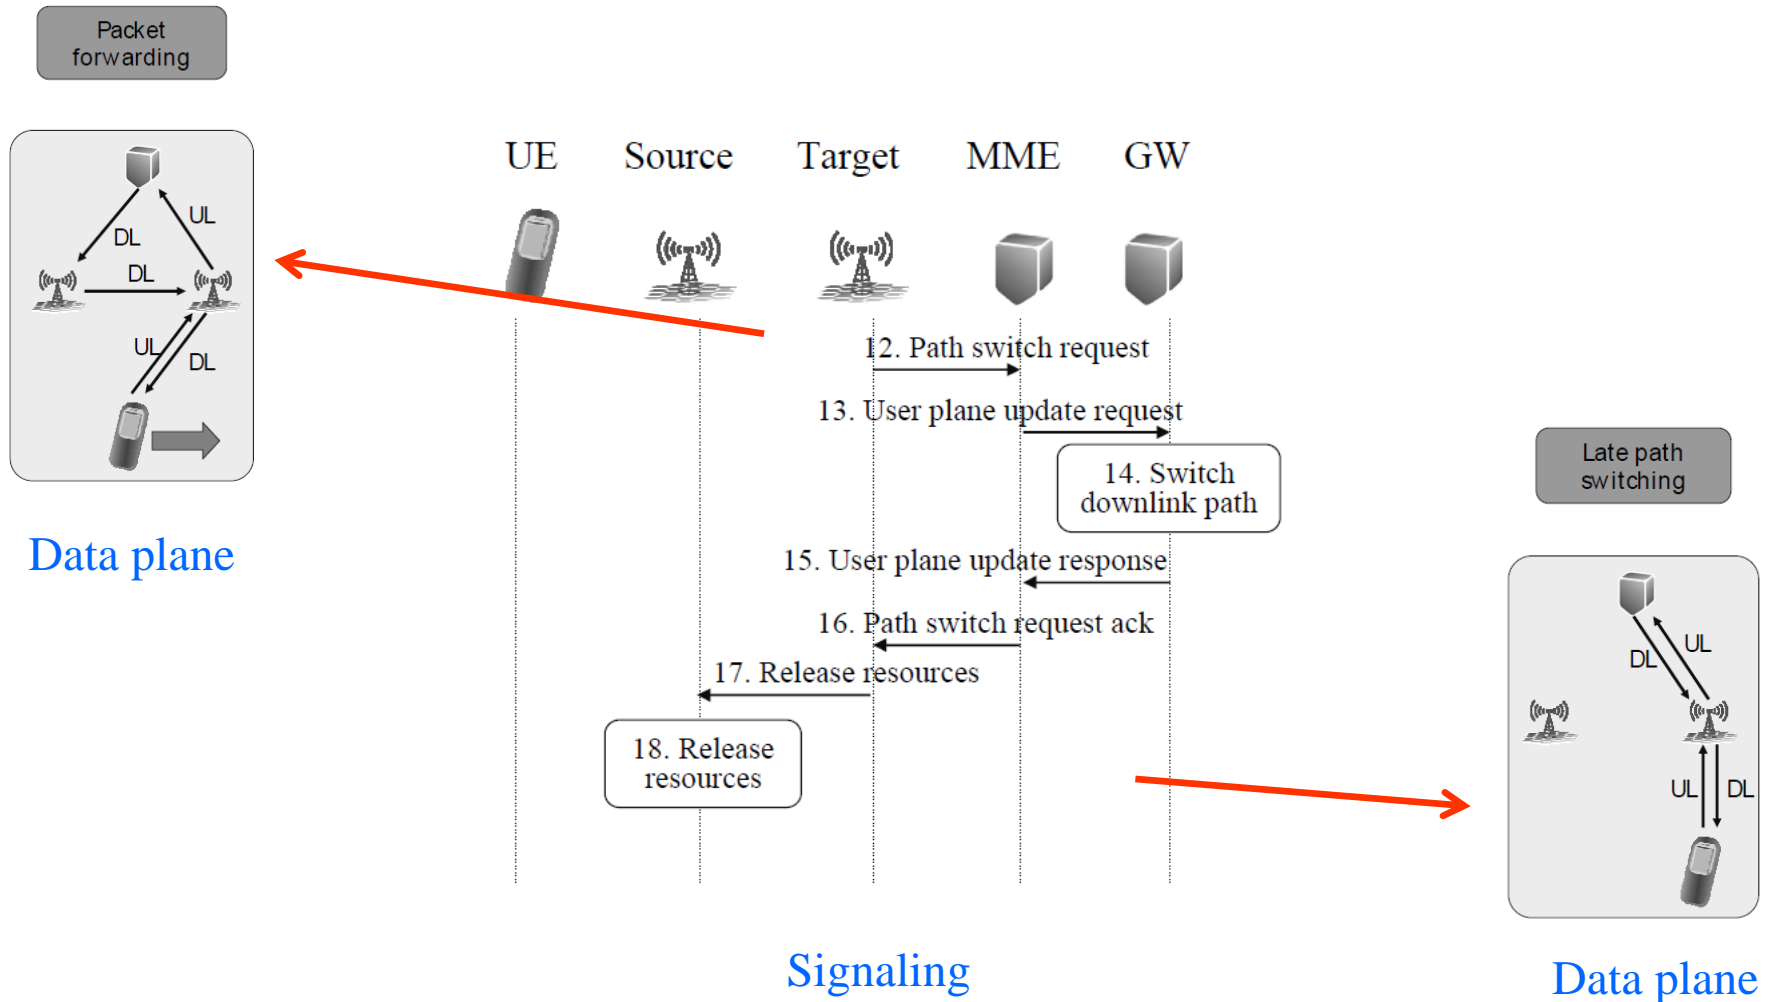 Packet
forwarding
UL
DL
DL
UL
DL
Data plane
UE Source Target MME GW
12. Path switch request
13. User plane update request
14. Switch
downlink path
15. User plane update response
16. Path switch request ack
17. Release resources
18. Release
resources
Signaling
Late path
switching
UL
DL
UL DL
Data plane